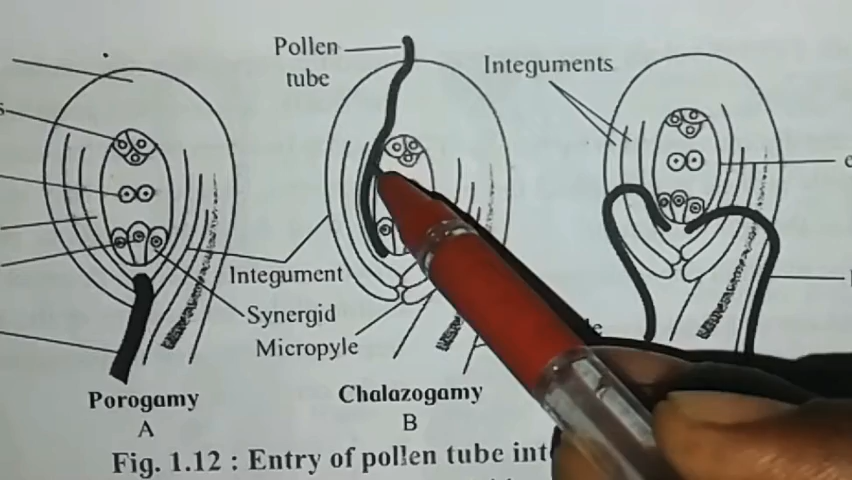 Pollen
tube
Integuments
s
e
Integument
Synergid
Micropyle
Porogamy
A
Chalazogamy
B
Fig. 1.12 : Entry of pollen tube int